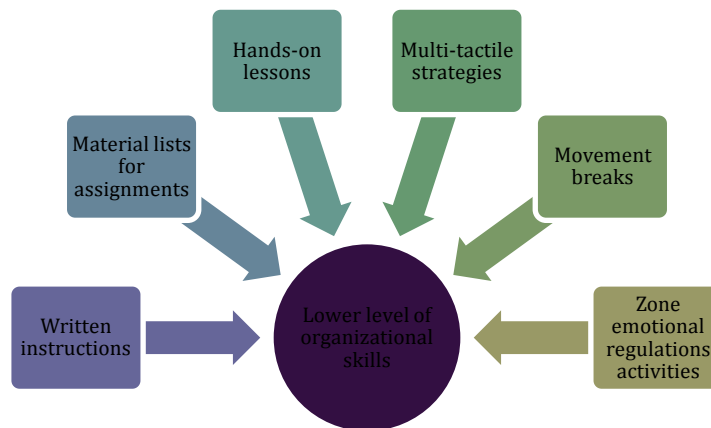 Hands-on
lessons
Multi-tactile
strategies
Material lists
for
assignments
Movement
breaks
Written
instructions
Lower level of
organizational
skills
Zone
emotional
regulations
activities